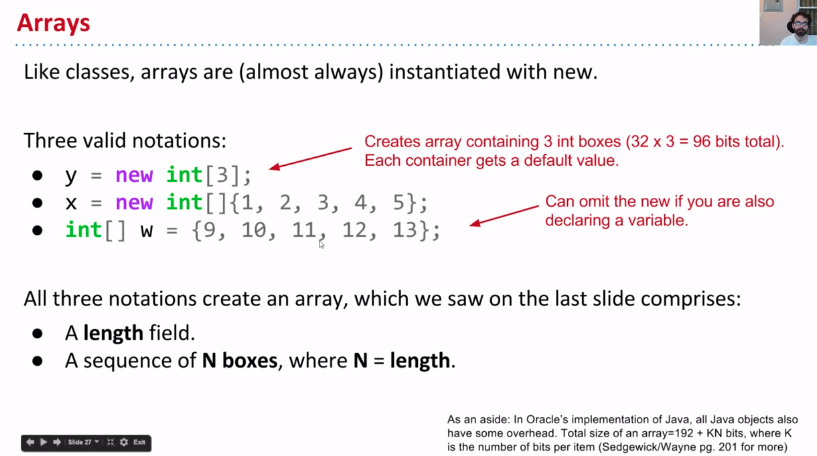 Arrays
Like classes, arrays are (almost always) instantiated with new.
Three valid notations:
Creates array containing 3 int boxes (32 x 3 = 96 bits total).
Each container gets a default value.
● y = new int[3];
● x = new int[]{1, 2, 3, 4, 5};
● int[] w = {9, 10, 11, 12, 13};
Can omit the new if you are also
declaring a variable.
All three notations create an array, which we saw on the last slide comprises:
● A length field.
● A sequence of N boxes, where N = length.
As an aside: In Oracle's implementation of Java, all Java objects also
have some overhead. Total size of an array=192 + KN bits, where K
is the number of bits per item (Sedgewick/Wayne pg. 201 for more)
Slide 27
Exit